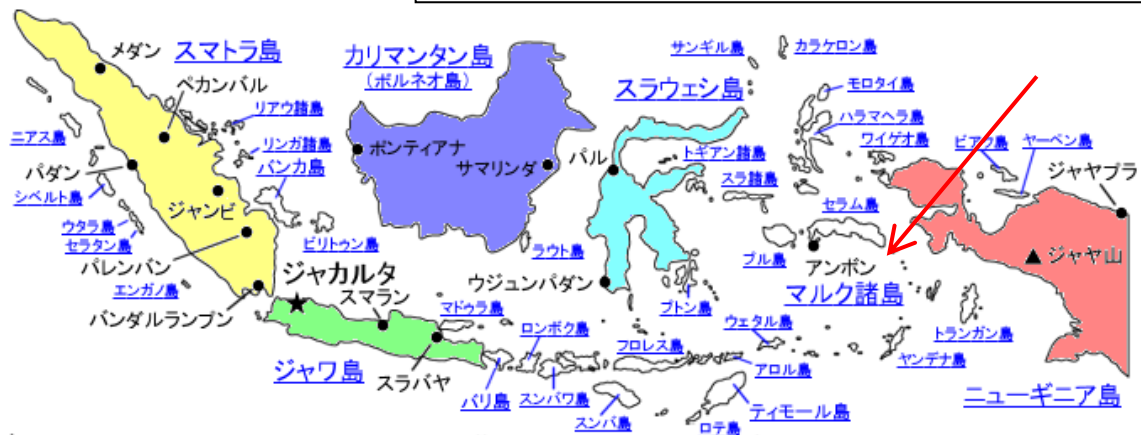 メダン
スマトラ島
ペカンバル
リアウ諸島
ニアス島
リンガ諸島
パダン
バンカ島
シベルト島
ジャンビ
ウタラ島
セラタン島
ビリトゥン島
パレンバン
エンガノ島
バンダルランプン
カリマンタン島
(ボルネオ島)
ポンティアナ
サマリンダ
ラウト島
ジャカルタ
スマラン
マドゥラ島
ジャワ島
スラバヤ
バリ島
ロンボク島
スンバワ島
フロレス島
スンバ島
アロル島
ウェタル島
ティモール島
ロテ島
サンギル島
カラケロン島
スラウェシ島
パル
トギアン諸島
スラ諸島
ウジュンパダン
ブトン島
モロタイ島
ハラマヘラ島
ワイゲオ島
セラム島
ブル島
アンボン
マルク諸島
ビアク島
ヤーペン島
ジャヤプラ
ジャヤ山
トランガン島
ヤンデナ島
ニューギニア島